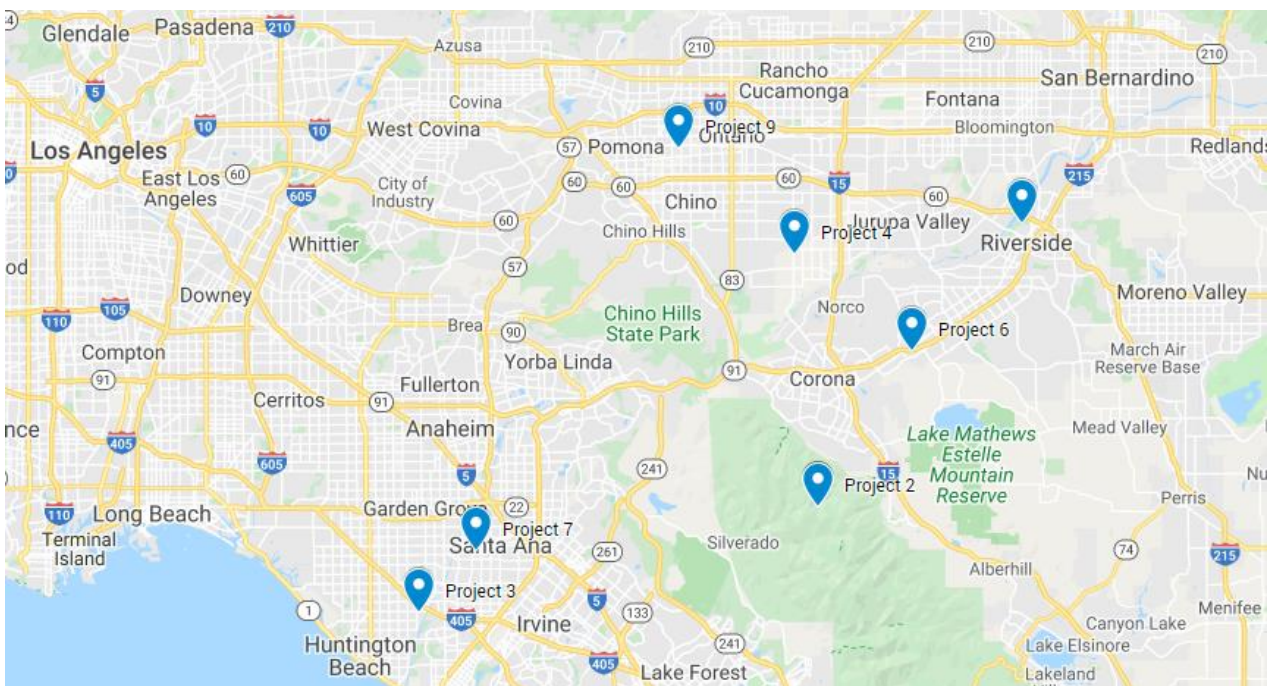 Glendale
Pasadena
210
Azusa
210
210
210
Rancho
Cucamonga
San Bernardino
5
Covina
10
Fontana
10
10
West Covina
Project 9
Ontario
Bloomington
57
Pomona
Redlands
Los Angeles
East Los
Angeles
60
605
City of
Industry
60
60
60
15
60
215
Chino
60
Whittier
Chino Hills
Project 4
Jurupa Valley
Riverside
57
83
Downey
Norco
Moreno Valley
110
105
Brea
90
Chino Hills
State Park
Project 6
Compton
Yorba Linda
March Air
Reserve Base
91
Fullerton
91
Corona
Cerritos
91
Anaheim
405
605
5
241
Lake Mathews
Estelle
Mountain
Reserve
Mead Valley
15
Project 2
110
Long Beach
Garden Grove
22
Perris
Terminal
Island
Project 7
Santa Ana
261
Silverado
74
215
Alberhill
Project 3
1
405
5
133
Irvine
Menifee
Canyon Lake
Huntington
Beach
241
405
Lake Forest
Lake Elsinore
Lakeland